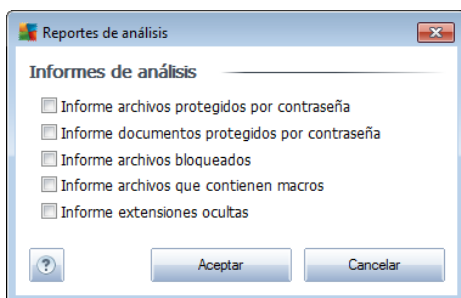 Reportes de análisis
Informes de análisis
Informe archivos protegidos por contraseña
Informe documentos protegidos por contraseña
Informe archivos bloqueados
Informe archivos que contienen macros
Informe extensiones ocultas
?
Aceptar
Cancelar